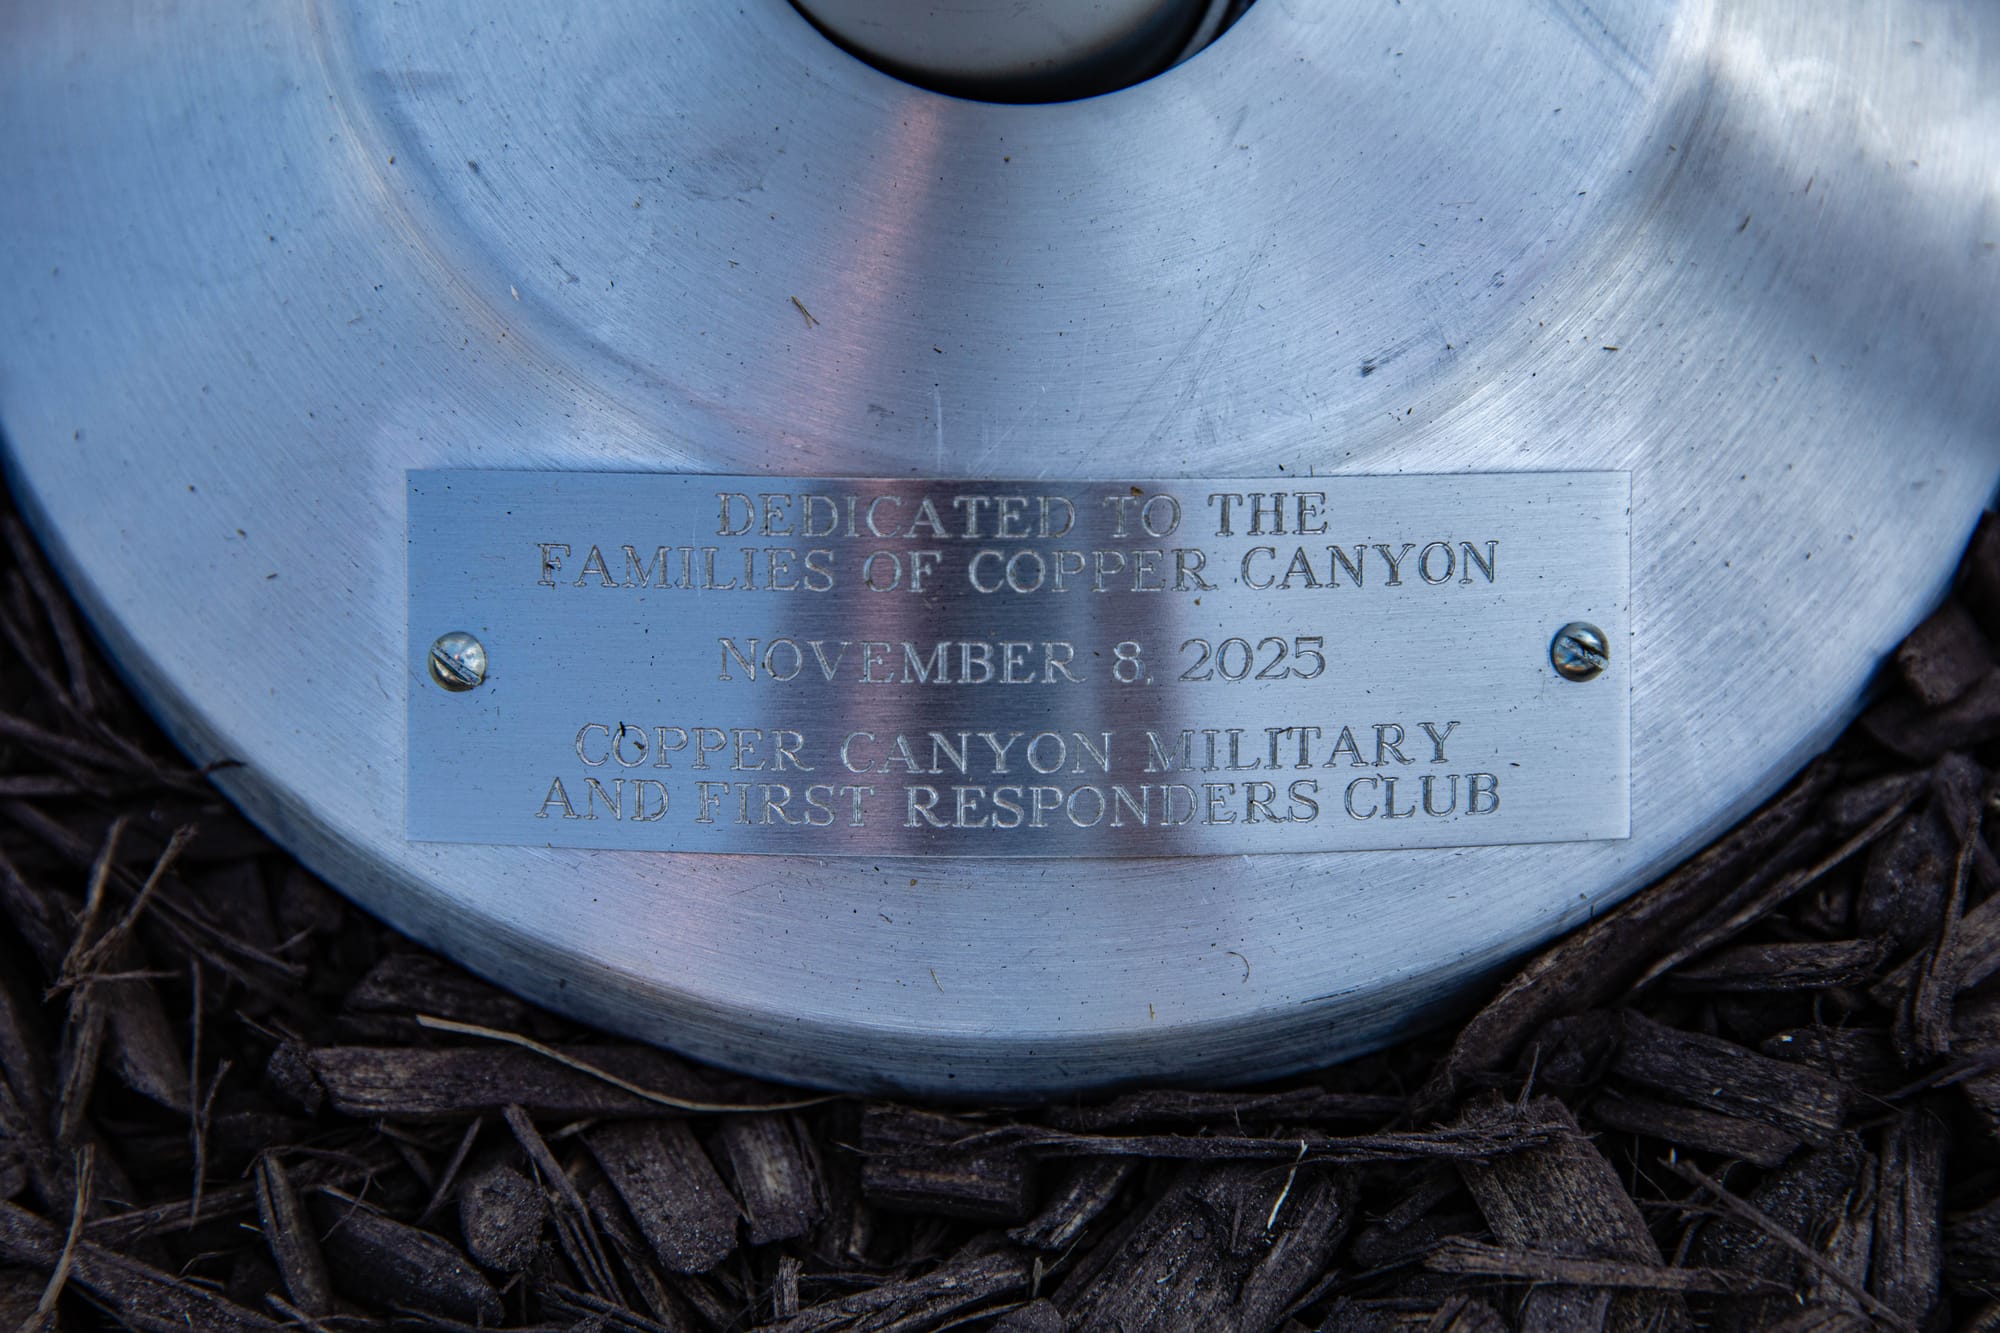 DEDICATED TO THE
FAMILIES OF COPPER CANYON
NOVEMBER 8, 2025
COPPER CANYON MILITARY
AND FIRST RESPONDERS CLUB